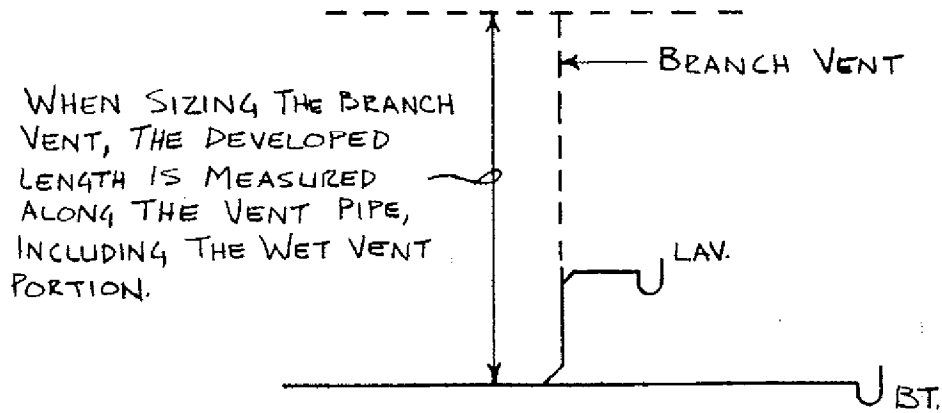 BRANCH VENT
WHEN SIZING THE BRANCH
VENT, THE DEVELOPED
LENGTH IS MEASURED
ALONG THE VENT PIPE,
INCLUDING THE WET VENT
PORTION.
LAV.
BT.